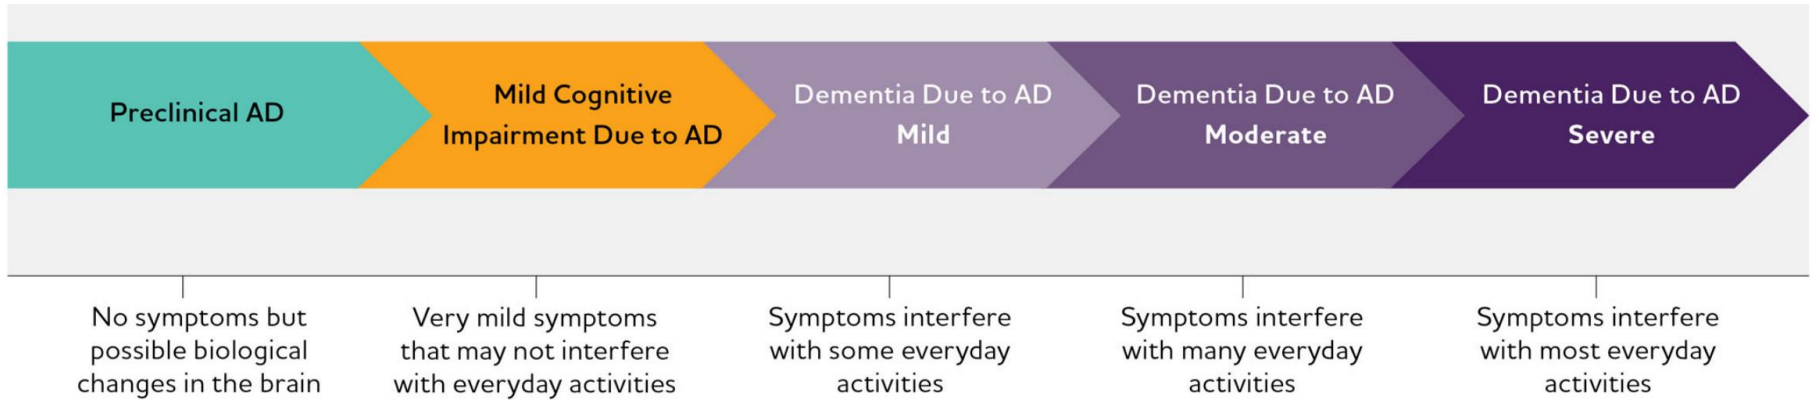 Preclinical AD
Mild Cognitive
Impairment Due to AD
Dementia Due to AD
Mild
Dementia Due to AD
Moderate
Dementia Due to AD
Severe
No symptoms but
possible biological
changes in the brain
Very mild symptoms
that may not interfere
with everyday activities
Symptoms interfere
with some everyday
activities
Symptoms interfere
with many everyday
activities
Symptoms interfere
with most everyday
activities